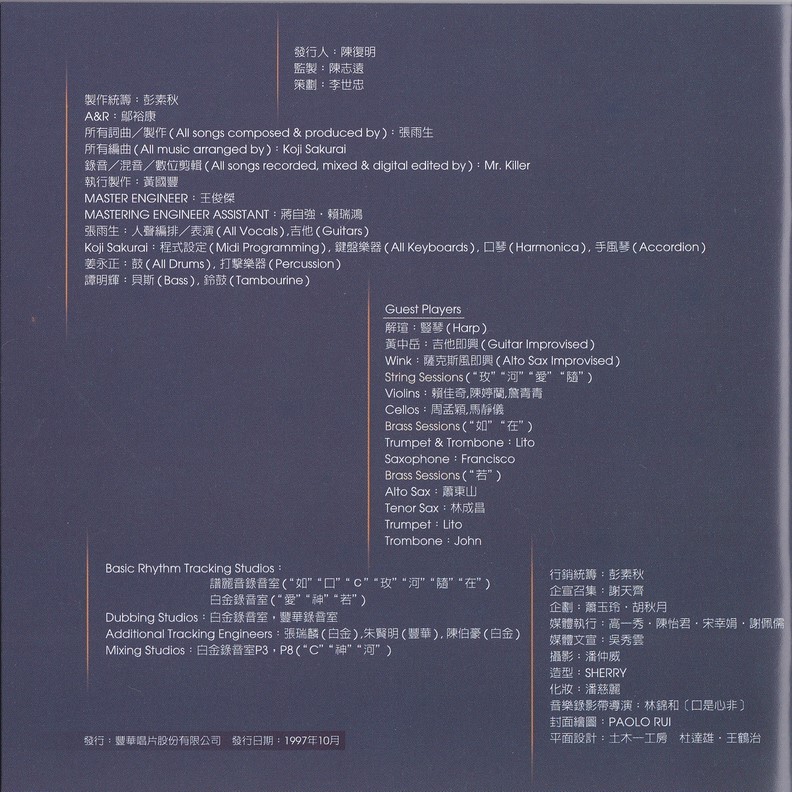 發行人：陳復明
監製：陳志遠
策劃：李世忠
製作統籌：彭素秋
A&R：鄔裕康
所有詞曲／製作 (All songs composed & produced by)：張雨生
所有編曲 (All music arranged by)：Koji Sakurai
錄音／混音／數位剪輯 (All songs recorded, mixed & digital edited by)：Mr. Killer
執行製作：黃國豐
MASTER ENGINEER：王俊傑
MASTERING ENGINEER ASSISTANT：蔣自強・賴瑞鴻
張雨生：人聲編排／表演 (All Vocals) ,吉他 (Guitars)
Koji Sakurai：程式設定 (Midi Programming) , 鍵盤樂器 (All Keyboards) , 口琴 (Harmonica) , 手風琴 (Accordion)
姜永正：鼓 (All Drums) , 打擊樂器 (Percussion)
譚明輝：貝斯 (Bass) , 鈴鼓 (Tambourine)
Guest Players
解瑄：豎琴 (Harp)
黃中岳：吉他即興 (Guitar Improvised)
Wink：薩克斯風即興 (Alto Sax Improvised)
String Sessions (“玫” “河” “愛” “隨”)
Violins：賴佳奇,陳婷蘭,詹青青
Cellos：周孟穎,馬靜儀
Brass Sessions (“如” “在”)
Trumpet & Trombone：Lito
Saxophone：Francisco
Brass Sessions (“若”)
Alto Sax：蕭東山
Tenor Sax：林成昌
Trumpet：Lito
Trombone：John
Basic Rhythm Tracking Studios：
譜麗音錄音室 (“如” “口” “C” “玫” “河” “隨” “在”)
白金錄音室 (“愛” “神” “若”)
Dubbing Studios：白金錄音室，豐華錄音室
Additional Tracking Engineers：張瑞麟 (白金) ,朱賢明 (豐華) , 陳伯豪 (白金)
Mixing Studios：白金錄音室P3，P8 (“C” “神” “河”)
行銷統籌：彭素秋
企宣召集：謝天齊
企劃：蕭玉玲・胡秋月
媒體執行：高一秀・陳怡君・宋幸娟・謝佩儒
媒體文宣：吳秀雲
攝影：潘仲威
造型：SHERRY
化妝：潘慈麗
音樂錄影帶導演：林錦和〔口是心非〕
封面繪圖：PAOLO RUI
平面設計：土木一工房　杜達雄・王鶴治
發行：豐華唱片股份有限公司　發行日期：1997年10月